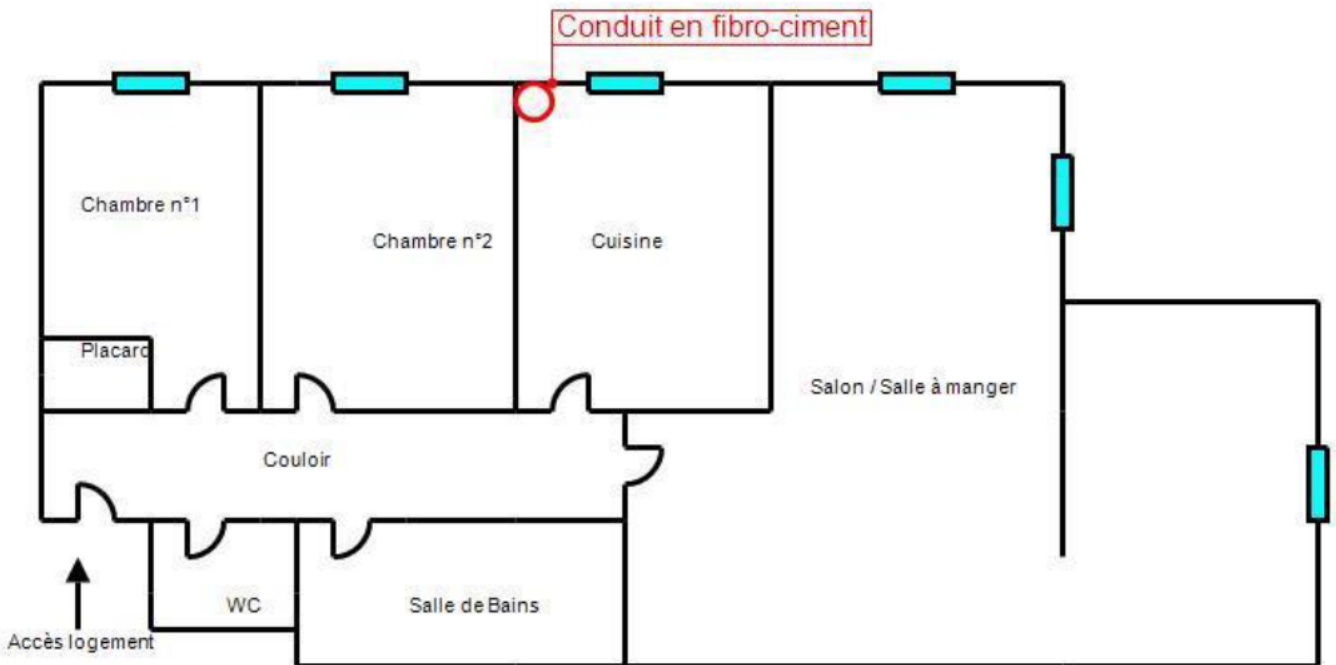 Conduit en fibro-ciment
Chambre n°1
Chambre n°2
Cuisine
Placard
Salon / Salle à manger
Couloir
WC
Salle de Bains
Accès logement